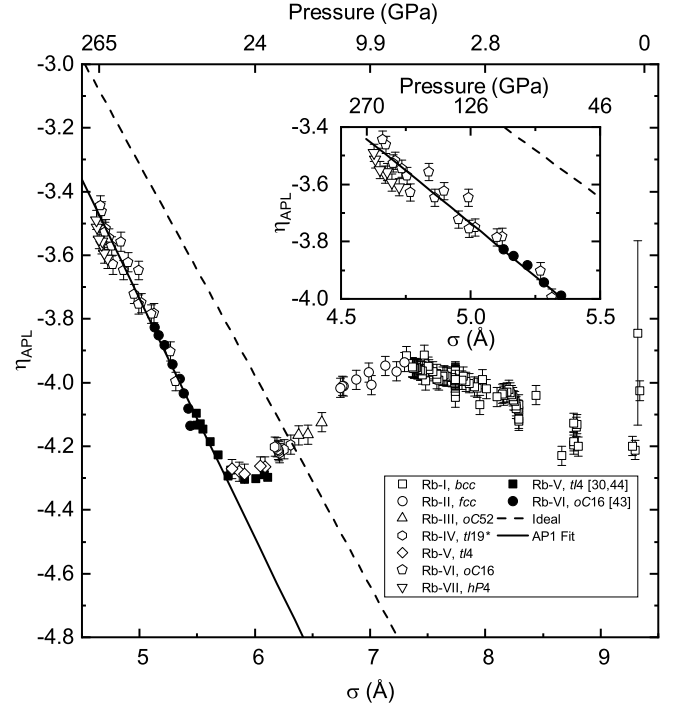 Pressure (GPa)
265 24 9.9 2.8 0
-3.0
-3.2
-3.4
-3.6
-3.8
-4.0
-4.2
-4.4
-4.6
-4.8
η_APL
Pressure (GPa)
270 126 46
-3.4
-3.6
-3.8
-4.0
η_APL
4.5 5.0 5.5
σ (Å)
Rb-I, bcc
Rb-II, fcc
Rb-III, oC52
Rb-IV, tI19*
Rb-V, tI4
Rb-VI, oC16
Rb-VII, hP4
Rb-V, tI4 [30,44]
Rb-VI, oC16 [43]
Ideal
AP1 Fit
5 6 7 8 9
σ (Å)